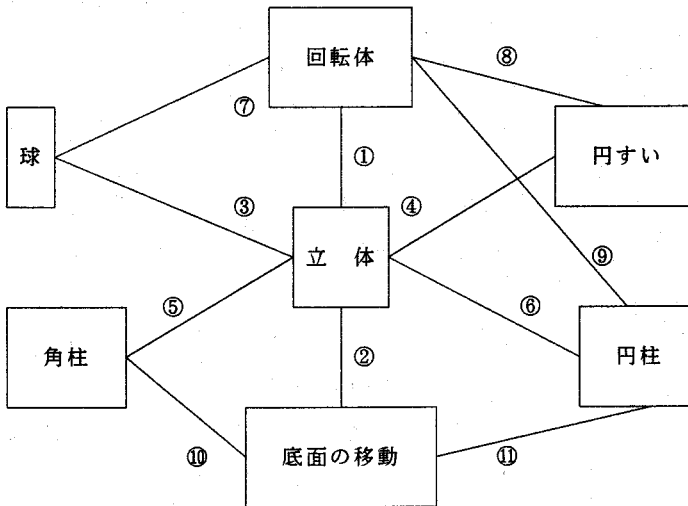 回転体
⑧
⑦
球
①
円すい
③
④
立 体
⑨
⑤
⑥
角柱
②
円柱
⑩
底面の移動
⑪